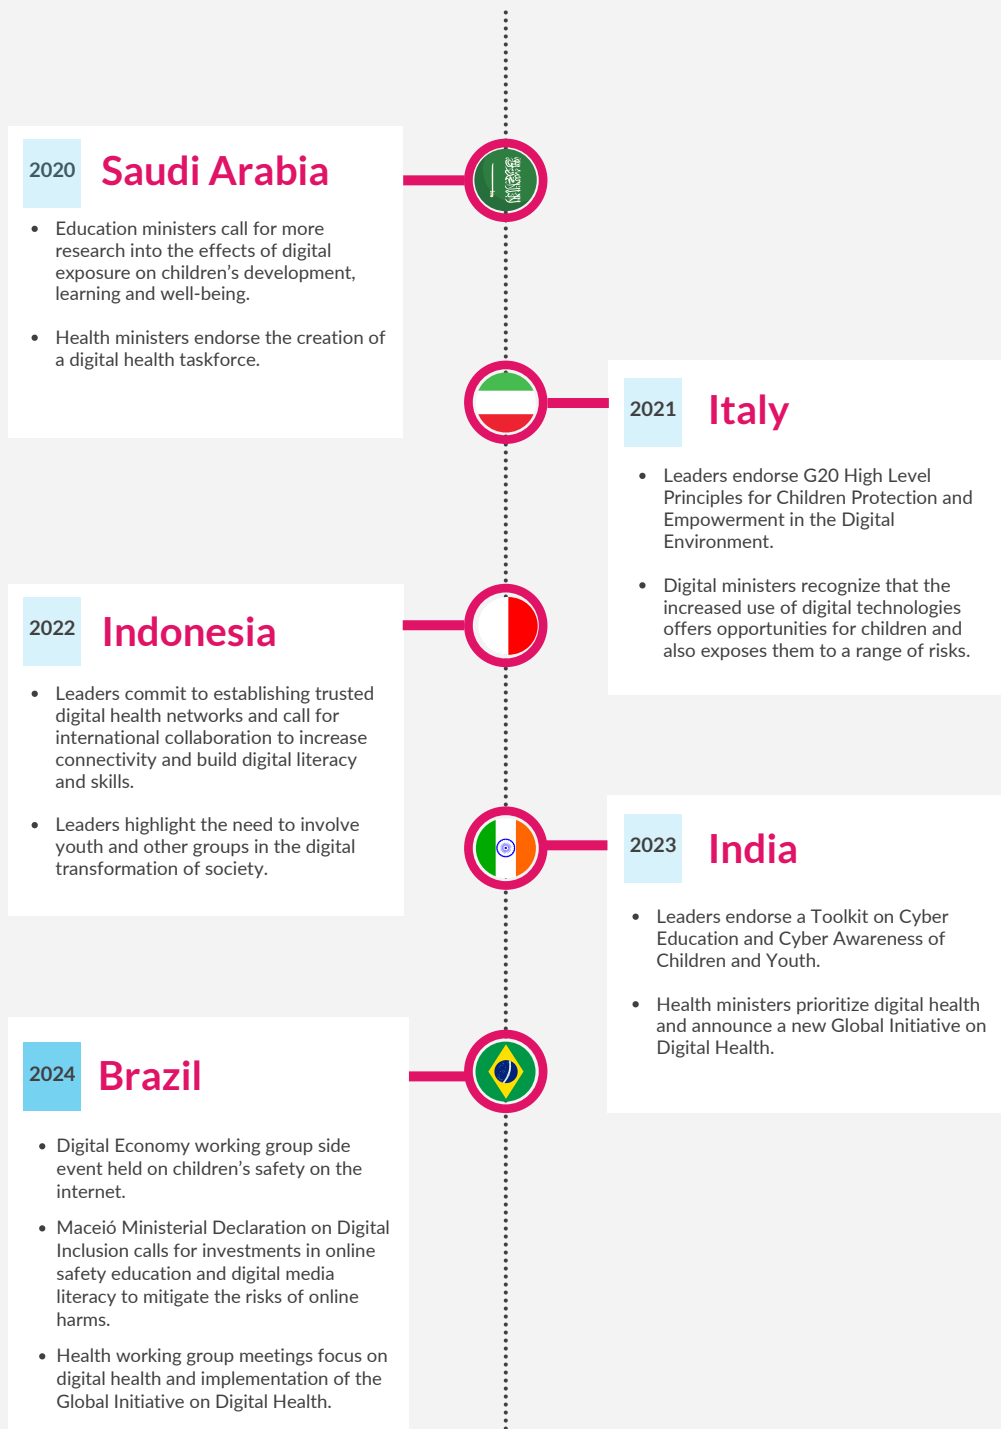 2020
Saudi Arabia
• Education ministers call for more
research into the effects of digital
exposure on children’s development,
learning and well-being.
• Health ministers endorse the creation of
a digital health taskforce.
2021
Italy
• Leaders endorse G20 High Level
Principles for Children Protection and
Empowerment in the Digital
Environment.
• Digital ministers recognize that the
increased use of digital technologies
offers opportunities for children and
also exposes them to a range of risks.
2022
Indonesia
• Leaders commit to establishing trusted
digital health networks and call for
international collaboration to increase
connectivity and build digital literacy
and skills.
• Leaders highlight the need to involve
youth and other groups in the digital
transformation of society.
2023
India
• Leaders endorse a Toolkit on Cyber
Education and Cyber Awareness of
Children and Youth.
• Health ministers prioritize digital health
and announce a new Global Initiative on
Digital Health.
2024
Brazil
• Digital Economy working group side
event held on children’s safety on the
internet.
• Maceió Ministerial Declaration on Digital
Inclusion calls for investments in online
safety education and digital media
literacy to mitigate the risks of online
harms.
• Health working group meetings focus on
digital health and implementation of the
Global Initiative on Digital Health.